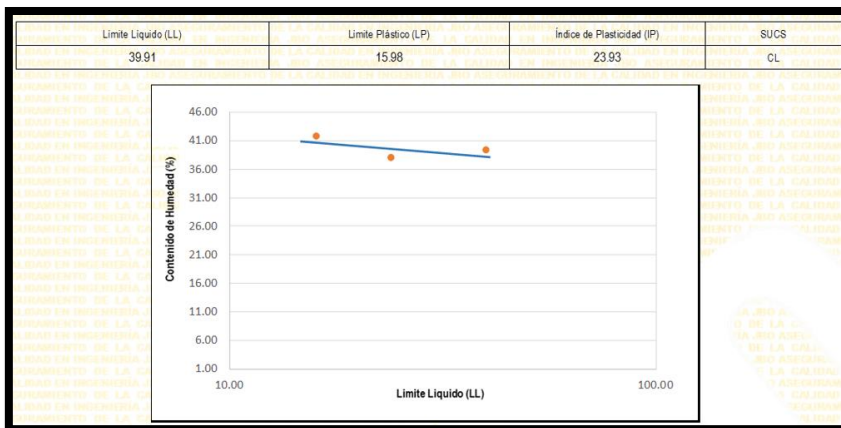 Limite Liquido (LL) Limite Plástico (LP) Índice de Plasticidad (IP) SUCS
39.91 15.98 23.93 CL
46.00
41.00
36.00
31.00
26.00
21.00
16.00
11.00
6.00
1.00
Contenido de Humedad (%)
10.00 100.00
Limite Liquido (LL)